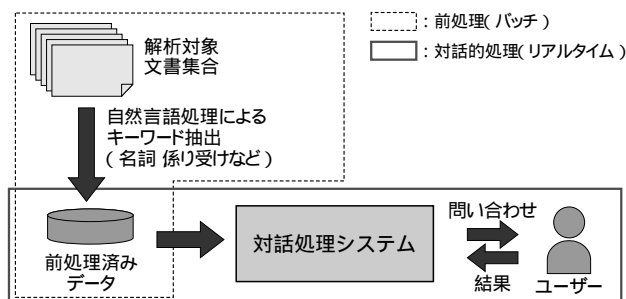 解析対象
文書集合
:前処理(バッチ)
:対話的処理(リアルタイム)
自然言語処理による
キーワード抽出
(名詞 係り受けなど)
前処理済み
データ
対話処理システム
問い合わせ
結果
ユーザー